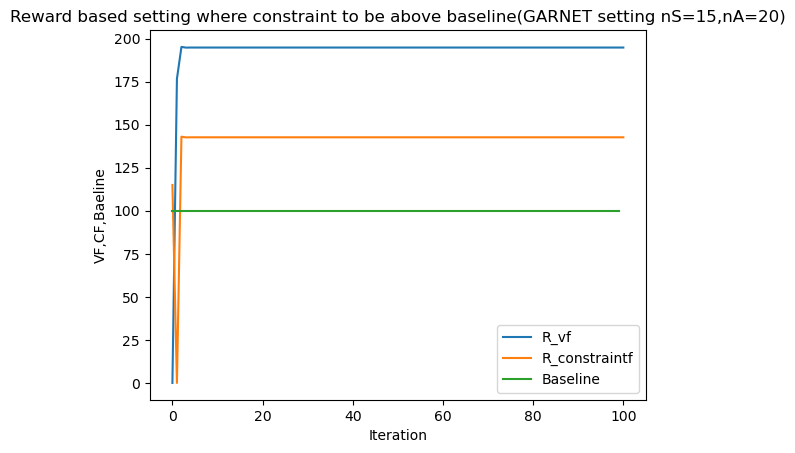 Reward based setting where constraint to be above baseline(GARNET setting nS=15,nA=20)
200
175
150
125
100
75
50
25
0
VF,CF,Baeline
0 20 40 60 80 100
Iteration
R_vf
R_constraintf
Baseline